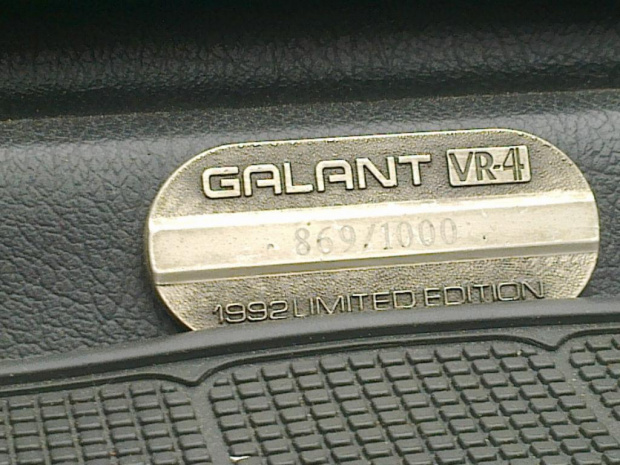 GALANT VR-4
869/1000
1992 LIMITED EDITION